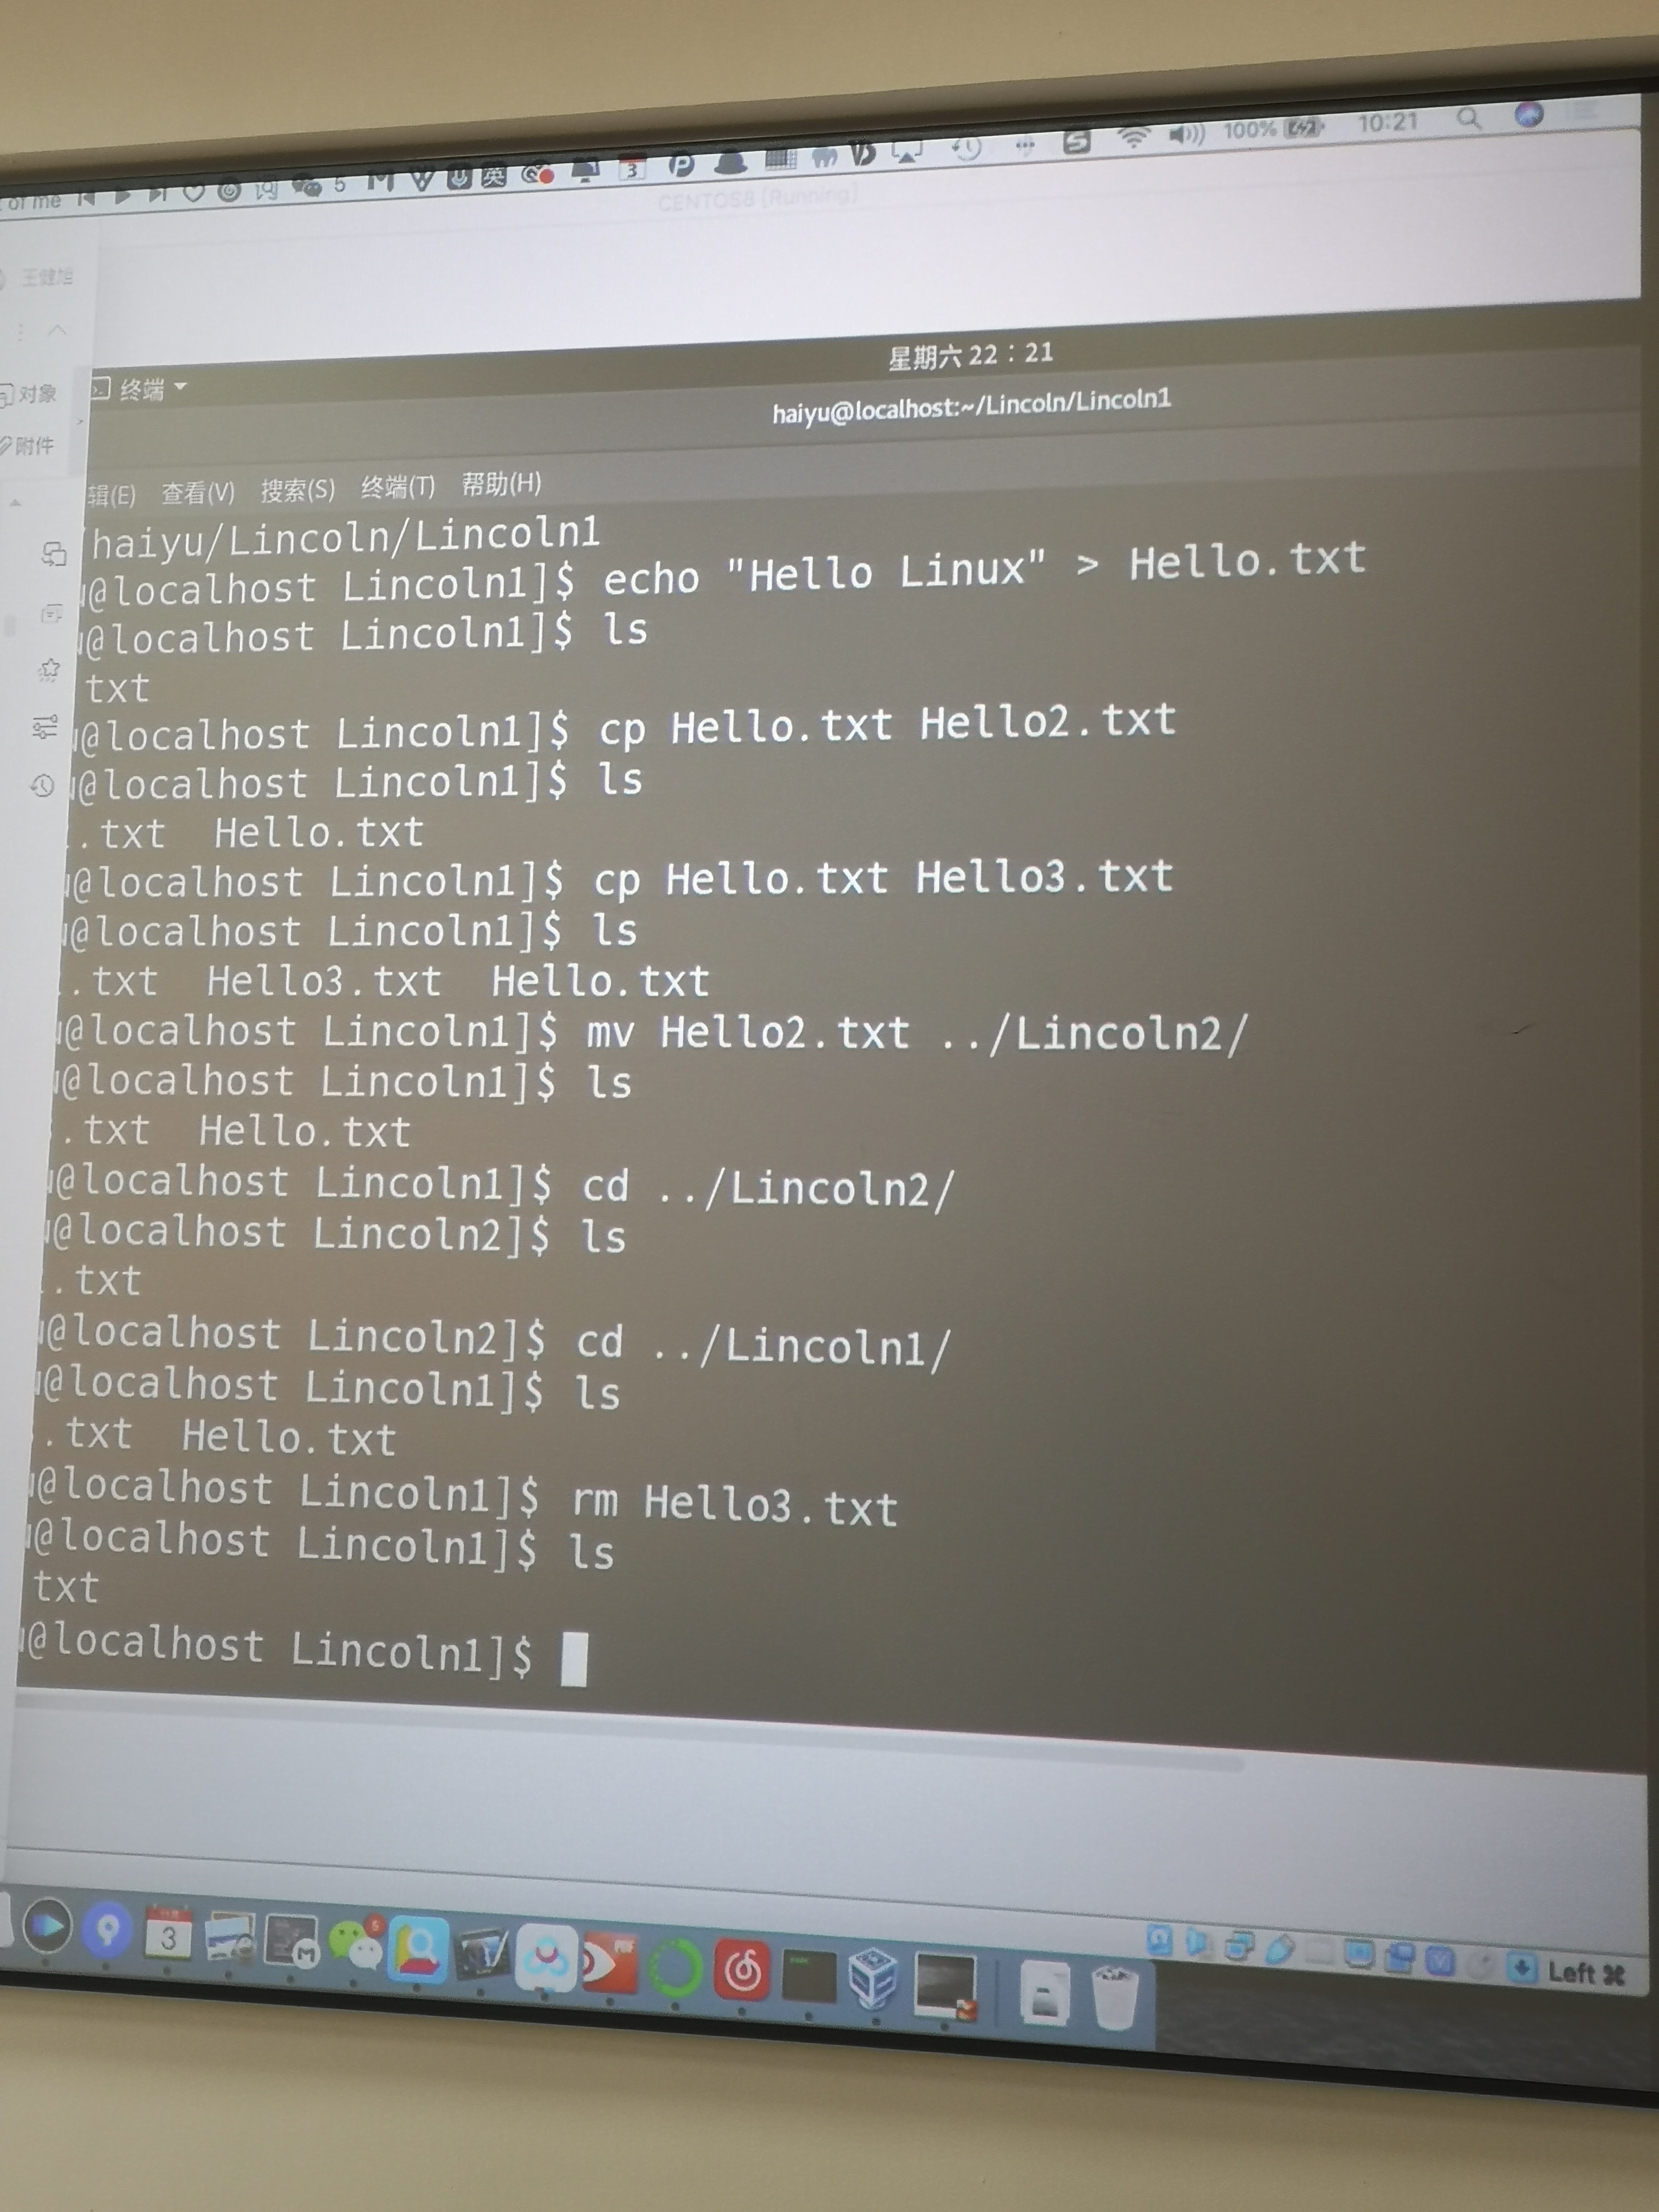 of me 5 英 3 100% 10:21
CENTOS8 [Running]
王健旭
星期六 22：21
对象
终端
haiyu@localhost:~/Lincoln/Lincoln1
附件
辑(E) 查看(V) 搜索(S) 终端(T) 帮助(H)
haiyu/Lincoln/Lincoln1
@localhost Lincoln1]$ echo "Hello Linux" > Hello.txt
@localhost Lincoln1]$ ls
txt
@localhost Lincoln1]$ cp Hello.txt Hello2.txt
@localhost Lincoln1]$ ls
.txt Hello.txt
@localhost Lincoln1]$ cp Hello.txt Hello3.txt
@localhost Lincoln1]$ ls
.txt Hello3.txt Hello.txt
@localhost Lincoln1]$ mv Hello2.txt ../Lincoln2/
@localhost Lincoln1]$ ls
.txt Hello.txt
@localhost Lincoln1]$ cd ../Lincoln2/
@localhost Lincoln2]$ ls
.txt
@localhost Lincoln2]$ cd ../Lincoln1/
@localhost Lincoln1]$ ls
.txt Hello.txt
@localhost Lincoln1]$ rm Hello3.txt
@localhost Lincoln1]$ ls
txt
@localhost Lincoln1]$
3
Left ⌘